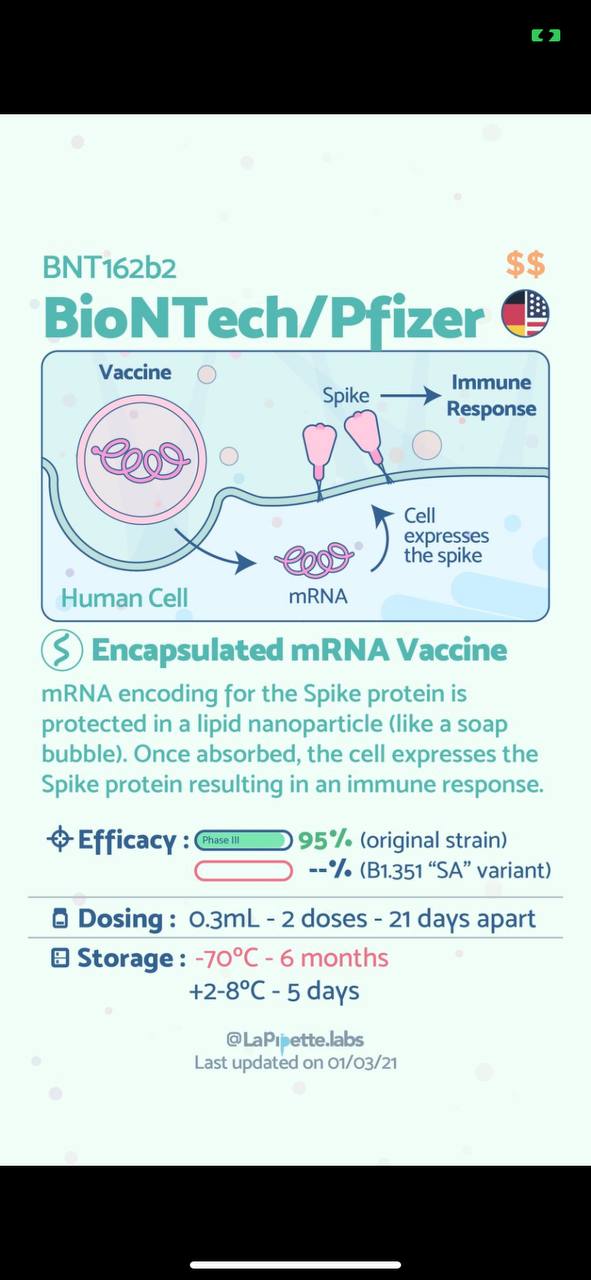 $$
BNT162b2
BioNTech/Pfizer
Vaccine
Spike
Immune
Response
Cell
expresses
the spike
mRNA
Human Cell
Encapsulated mRNA Vaccine
mRNA encoding for the Spike protein is
protected in a lipid nanoparticle (like a soap
bubble). Once absorbed, the cell expresses the
Spike protein resulting in an immune response.
Efficacy : Phase III 95% (original strain)
--% (B1.351 “SA” variant)
Dosing : 0.3mL - 2 doses - 21 days apart
Storage : -70ºC - 6 months
+2-8ºC - 5 days
@LaPipette.labs
Last updated on 01/03/21